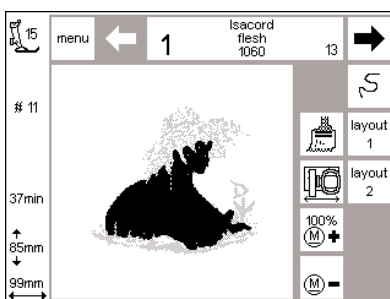 15
menu
1
Isacord
flesh
1060
13
# 11
layout
1
layout
2
37min
85mm
99mm
100%
M +
M -